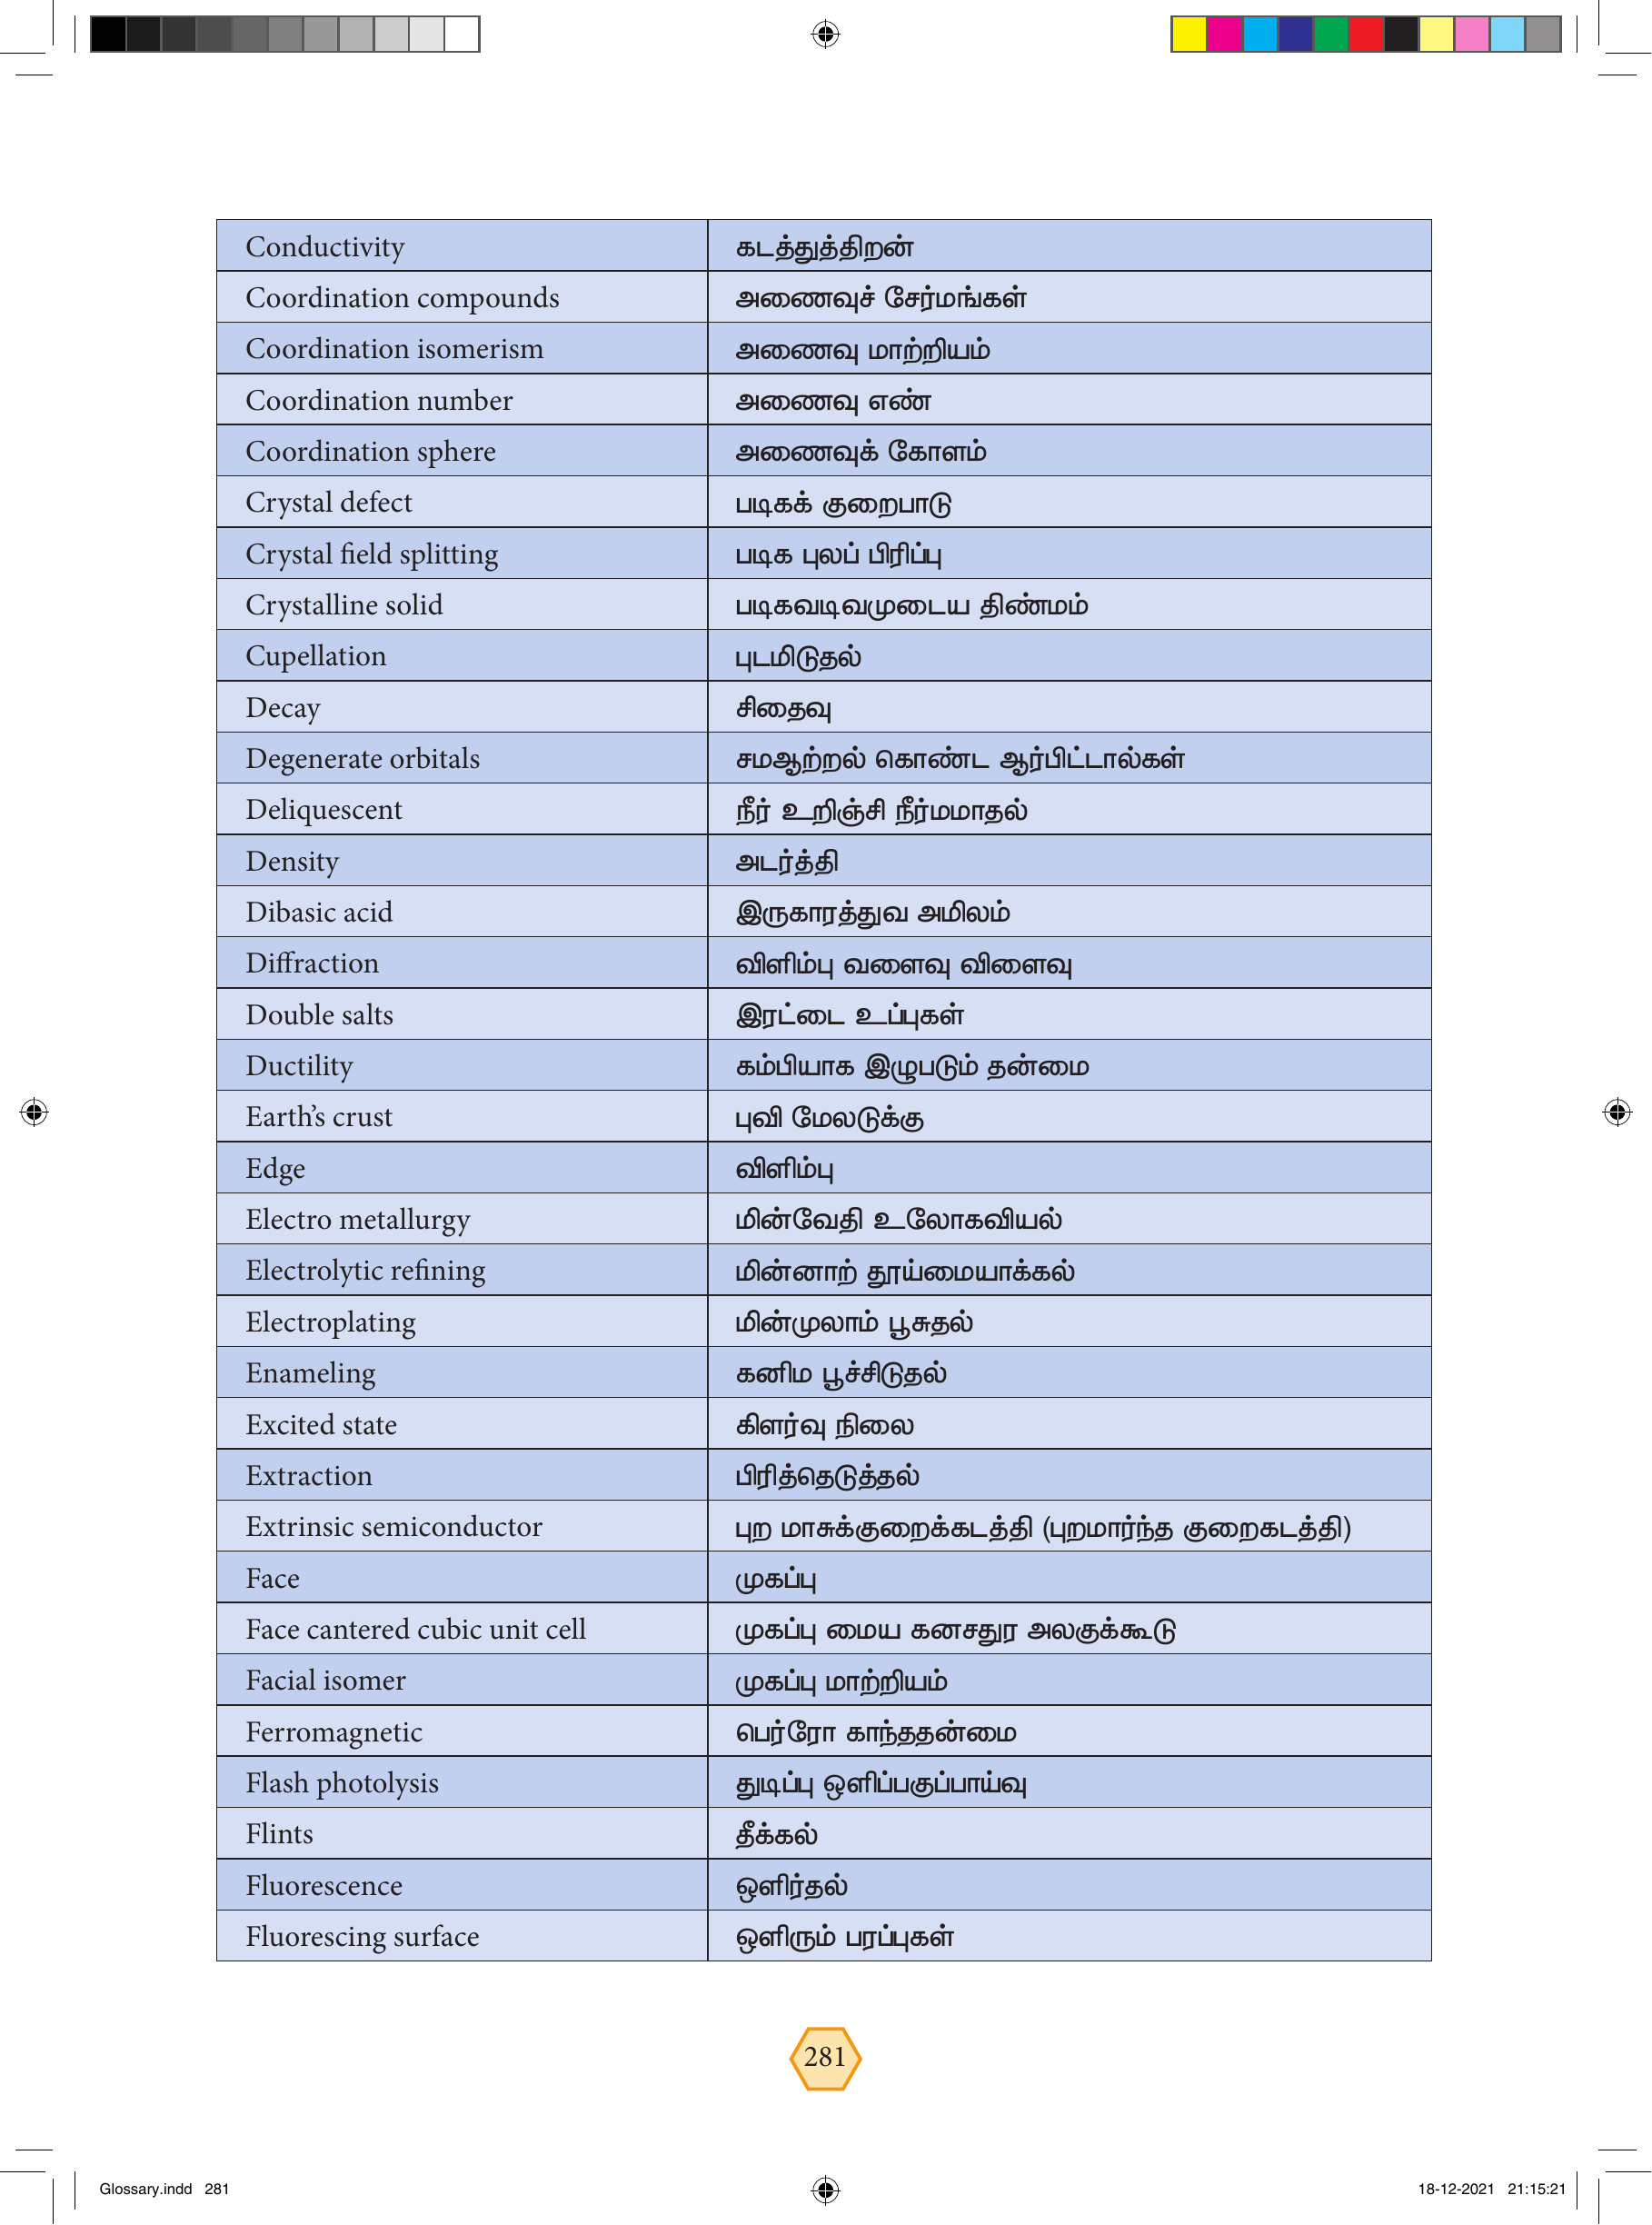 Conductivity கடத்துத்திறன்
Coordination compounds அணைவுச் சேர்மங்கள்
Coordination isomerism அணைவு மாற்றியம்
Coordination number அணைவு எண்
Coordination sphere அணைவுக் கோளம்
Crystal defect படிகக் குறைபாடு
Crystal field splitting படிக புலப் பிரிப்பு
Crystalline solid படிகவடிவமுடைய திண்மம்
Cupellation புடமிடுதல்
Decay சிதைவு
Degenerate orbitals சமஆற்றல் கொண்ட ஆர்பிட்டால்கள்
Deliquescent நீர் உறிஞ்சி நீர்மமாதல்
Density அடர்த்தி
Dibasic acid இருகாரத்துவ அமிலம்
Diffraction விளிம்பு வளைவு விளைவு
Double salts இரட்டை உப்புகள்
Ductility கம்பியாக இழுபடும் தன்மை
Earth’s crust புவி மேலடுக்கு
Edge விளிம்பு
Electro metallurgy மின்வேதி உலோகவியல்
Electrolytic refining மின்னாற் தூய்மையாக்கல்
Electroplating மின்முலாம் பூசுதல்
Enameling கனிம பூச்சிடுதல்
Excited state கிளர்வு நிலை
Extraction பிரித்தெடுத்தல்
Extrinsic semiconductor புற மாசுக்குறைக்கடத்தி (புறமார்ந்த குறைகடத்தி)
Face முகப்பு
Face cantered cubic unit cell முகப்பு மைய கனசதுர அலகுக்கூடு
Facial isomer முகப்பு மாற்றியம்
Ferromagnetic பெர்ரோ காந்ததன்மை
Flash photolysis துடிப்பு ஒளிப்பகுப்பாய்வு
Flints தீக்கல்
Fluorescence ஒளிர்தல்
Fluorescing surface ஒளிரும் பரப்புகள்
281
Glossary.indd 281 18-12-2021 21:15:21